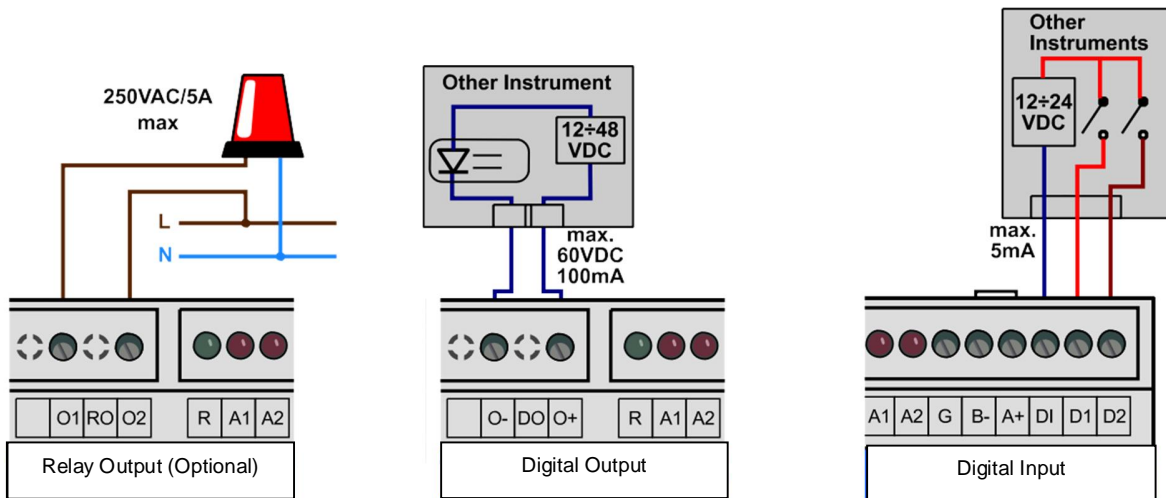 250VAC/5A
max
L
N
O1 RO O2 R A1 A2
Relay Output (Optional)
Other Instrument
12÷48
VDC
max.
60VDC
100mA
O- DO O+ R A1 A2
Digital Output
Other
Instruments
12÷24
VDC
max.
5mA
A1 A2 G B- A+ DI D1 D2
Digital Input